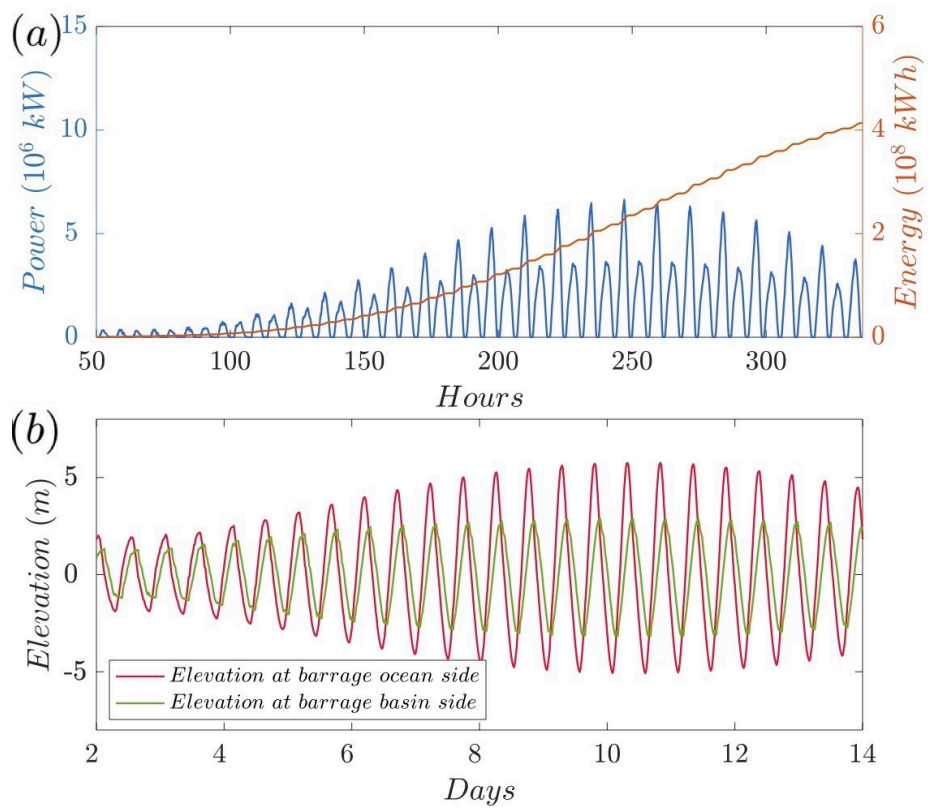 (a)
15
10
5
0
Power (10^6 kW)
6
4
2
0
Energy (10^8 kWh)
50 100 150 200 250 300
Hours
(b)
5
0
-5
Elevation (m)
Elevation at barrage ocean side
Elevation at barrage basin side
2 4 6 8 10 12 14
Days